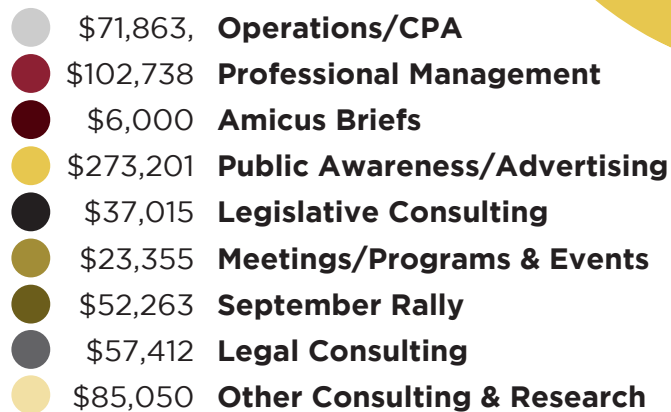 $71,863, Operations/CPA
$102,738 Professional Management
$6,000 Amicus Briefs
$273,201 Public Awareness/Advertising
$37,015 Legislative Consulting
$23,355 Meetings/Programs & Events
$52,263 September Rally
$57,412 Legal Consulting
$85,050 Other Consulting & Research